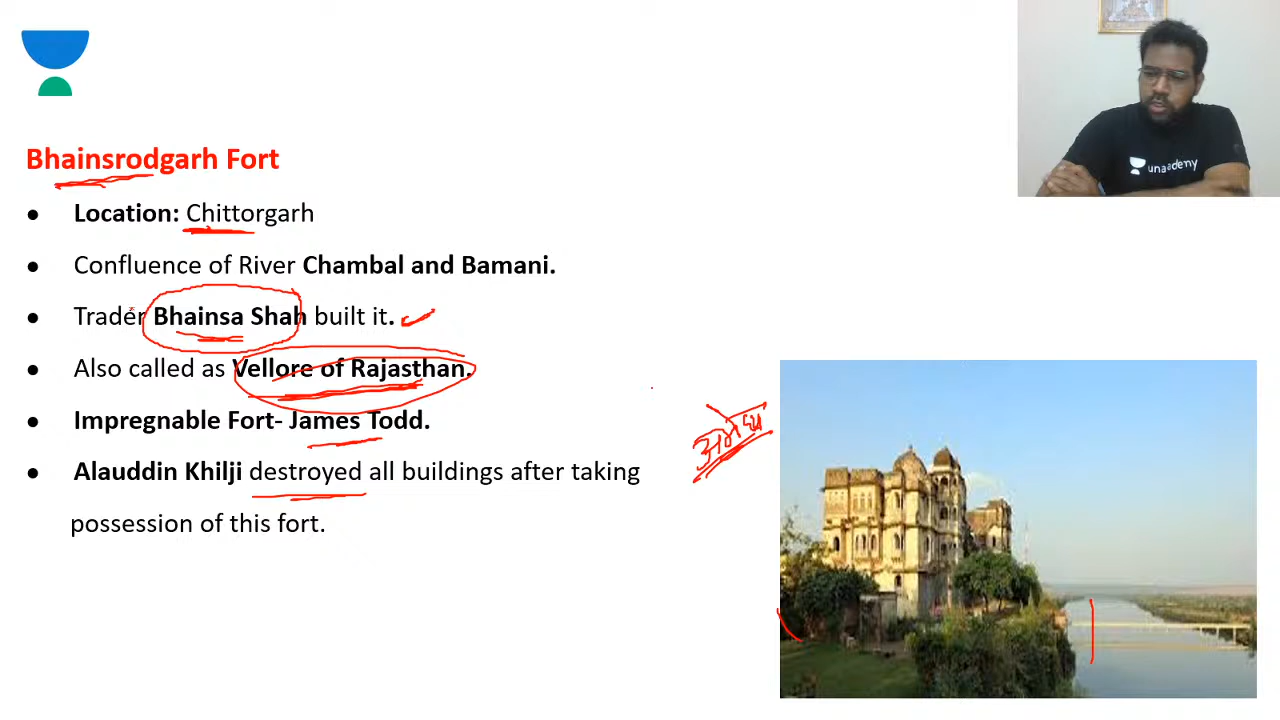 unacademy
Bhainsrodgarh Fort
● Location: Chittorgarh
● Confluence of River Chambal and Bamani.
● Trader Bhainsa Shah built it.
● Also called as Vellore of Rajasthan.
● Impregnable Fort- James Todd.
● Alauddin Khilji destroyed all buildings after taking
possession of this fort.
अभेद्य